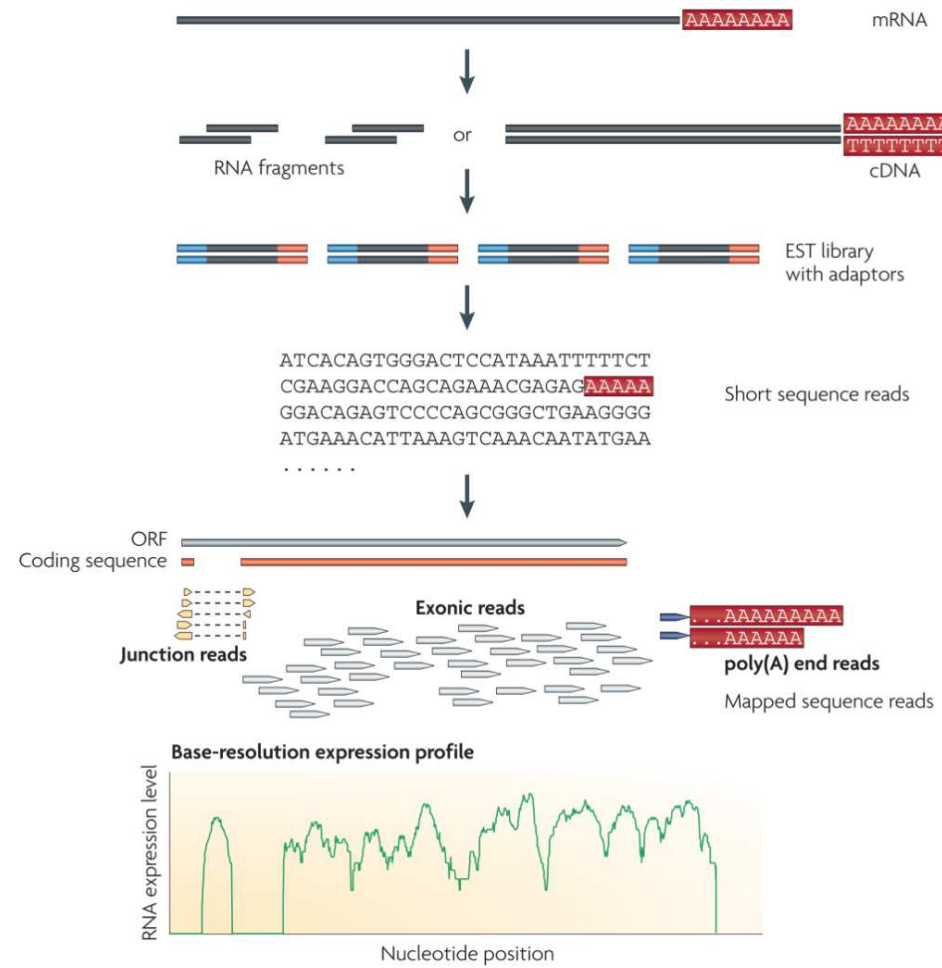 AAAAAAAA
mRNA
or
AAAAAAAA
TTTTTTTT
RNA fragments
cDNA
EST library
with adaptors
ATCACAGTGGGACTCCATAAATTTTTCT
CGAAGGACCAGCAGAAACGAGAGAAAAA
GGACAGAGTCCCCAGCGGGCTGAAGGGG
ATGAAACATTAAAGTCAAACAATATGAA
......
Short sequence reads
ORF
Coding sequence
Junction reads
Exonic reads
...AAAAAAAAA
...AAAAAA
poly(A) end reads
Mapped sequence reads
Base-resolution expression profile
RNA expression level
Nucleotide position